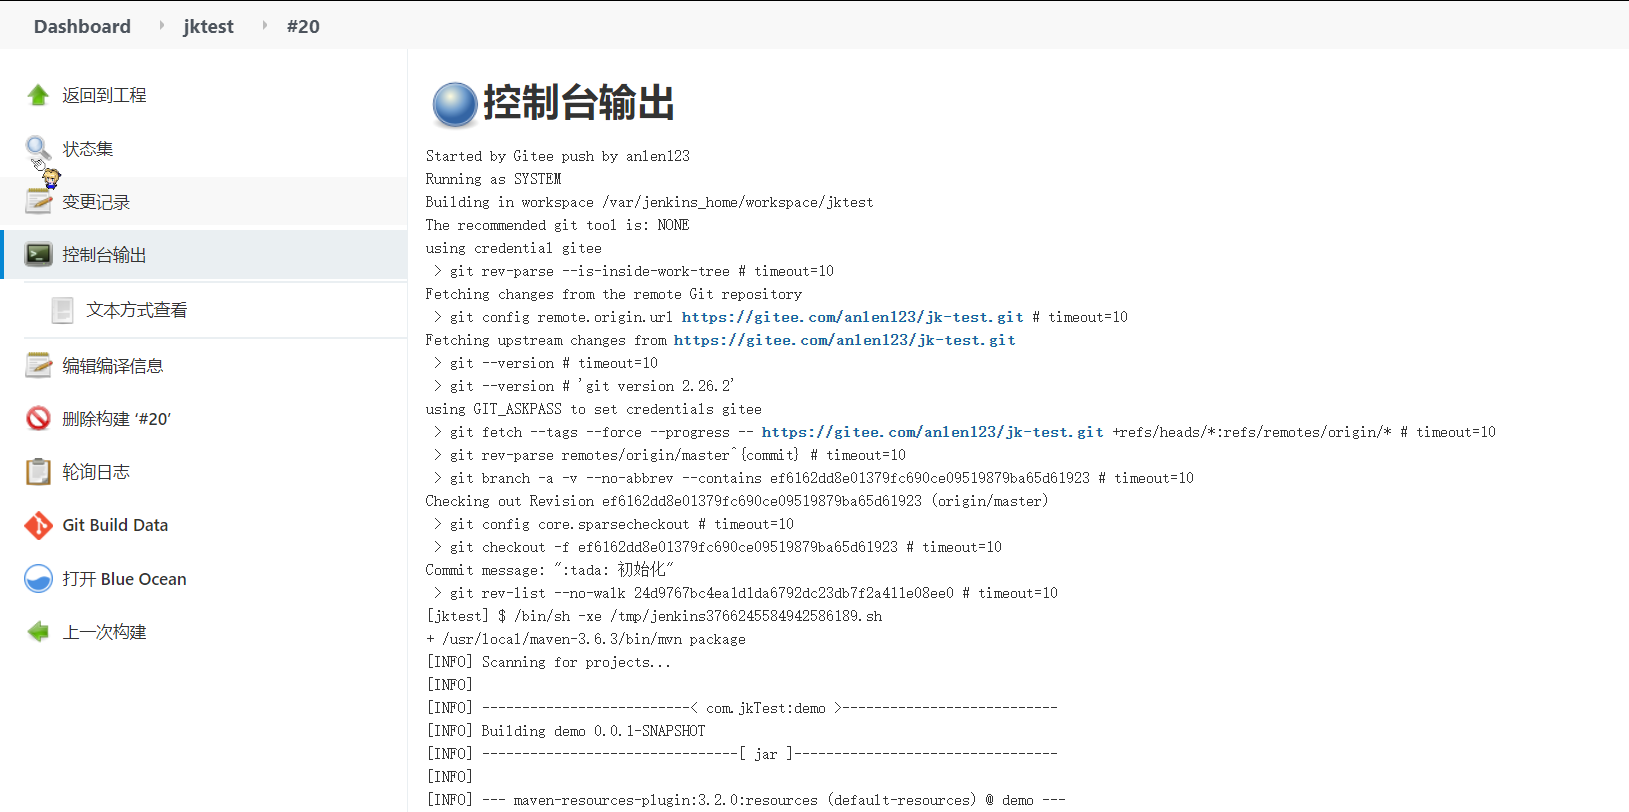 Dashboard jktest #20
返回到工程
状态集
变更记录
控制台输出
文本方式查看
编辑编译信息
删除构建 ‘#20’
轮询日志
Git Build Data
打开 Blue Ocean
上一次构建
控制台输出
Started by Gitee push by anlen123
Running as SYSTEM
Building in workspace /var/jenkins_home/workspace/jktest
The recommended git tool is: NONE
using credential gitee
> git rev-parse --is-inside-work-tree # timeout=10
Fetching changes from the remote Git repository
> git config remote.origin.url https://gitee.com/anlen123/jk-test.git # timeout=10
Fetching upstream changes from https://gitee.com/anlen123/jk-test.git
> git --version # timeout=10
> git --version # 'git version 2.26.2'
using GIT_ASKPASS to set credentials gitee
> git fetch --tags --force --progress -- https://gitee.com/anlen123/jk-test.git +refs/heads/*:refs/remotes/origin/* # timeout=10
> git rev-parse remotes/origin/master^{commit} # timeout=10
> git branch -a -v --no-abbrev --contains ef6162dd8e01379fc690ce09519879ba65d61923 # timeout=10
Checking out Revision ef6162dd8e01379fc690ce09519879ba65d61923 (origin/master)
> git config core.sparsecheckout # timeout=10
> git checkout -f ef6162dd8e01379fc690ce09519879ba65d61923 # timeout=10
Commit message: ":tada: 初始化"
> git rev-list --no-walk 24d9767bc4ea1d1da6792dc23db7f2a411e08ee0 # timeout=10
[jktest] $ /bin/sh -xe /tmp/jenkins3766245584942586189.sh
+ /usr/local/maven-3.6.3/bin/mvn package
[INFO] Scanning for projects...
[INFO]
[INFO] --------------------------< com.jkTest:demo >---------------------------
[INFO] Building demo 0.0.1-SNAPSHOT
[INFO] --------------------------------[ jar ]---------------------------------
[INFO]
[INFO] --- maven-resources-plugin:3.2.0:resources (default-resources) @ demo ---